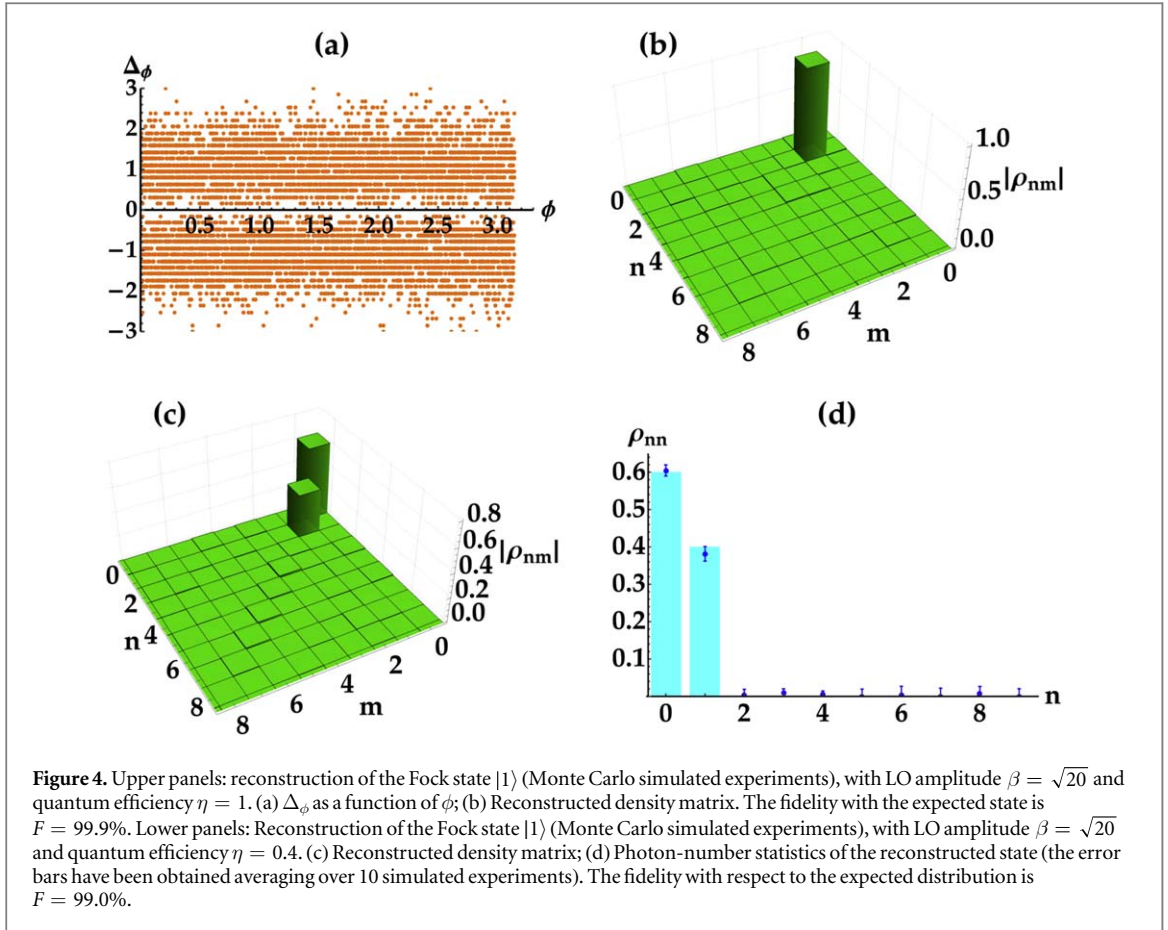 (a)
Δϕ
3
2
1
0
−1
−2
−3
0.5 1.0 1.5 2.0 2.5 3.0 ϕ
(b)
1.0
0.5 |ρnm|
0.0
0
2
n 4
6
8
8 6 4 2 0
m
(c)
0.8
0.6
0.4 |ρnm|
0.2
0.0
0
2
n 4
6
8
8 6 4 2 0
m
(d)
ρnn
0.6
0.5
0.4
0.3
0.2
0.1
0 2 4 6 8 n
Figure 4. Upper panels: reconstruction of the Fock state |1⟩ (Monte Carlo simulated experiments), with LO amplitude β = √20 and
quantum efficiency η = 1. (a) Δϕ as a function of ϕ; (b) Reconstructed density matrix. The fidelity with the expected state is
F = 99.9%. Lower panels: Reconstruction of the Fock state |1⟩ (Monte Carlo simulated experiments), with LO amplitude β = √20
and quantum efficiency η = 0.4. (c) Reconstructed density matrix; (d) Photon-number statistics of the reconstructed state (the error
bars have been obtained averaging over 10 simulated experiments). The fidelity with respect to the expected distribution is
F = 99.0%.